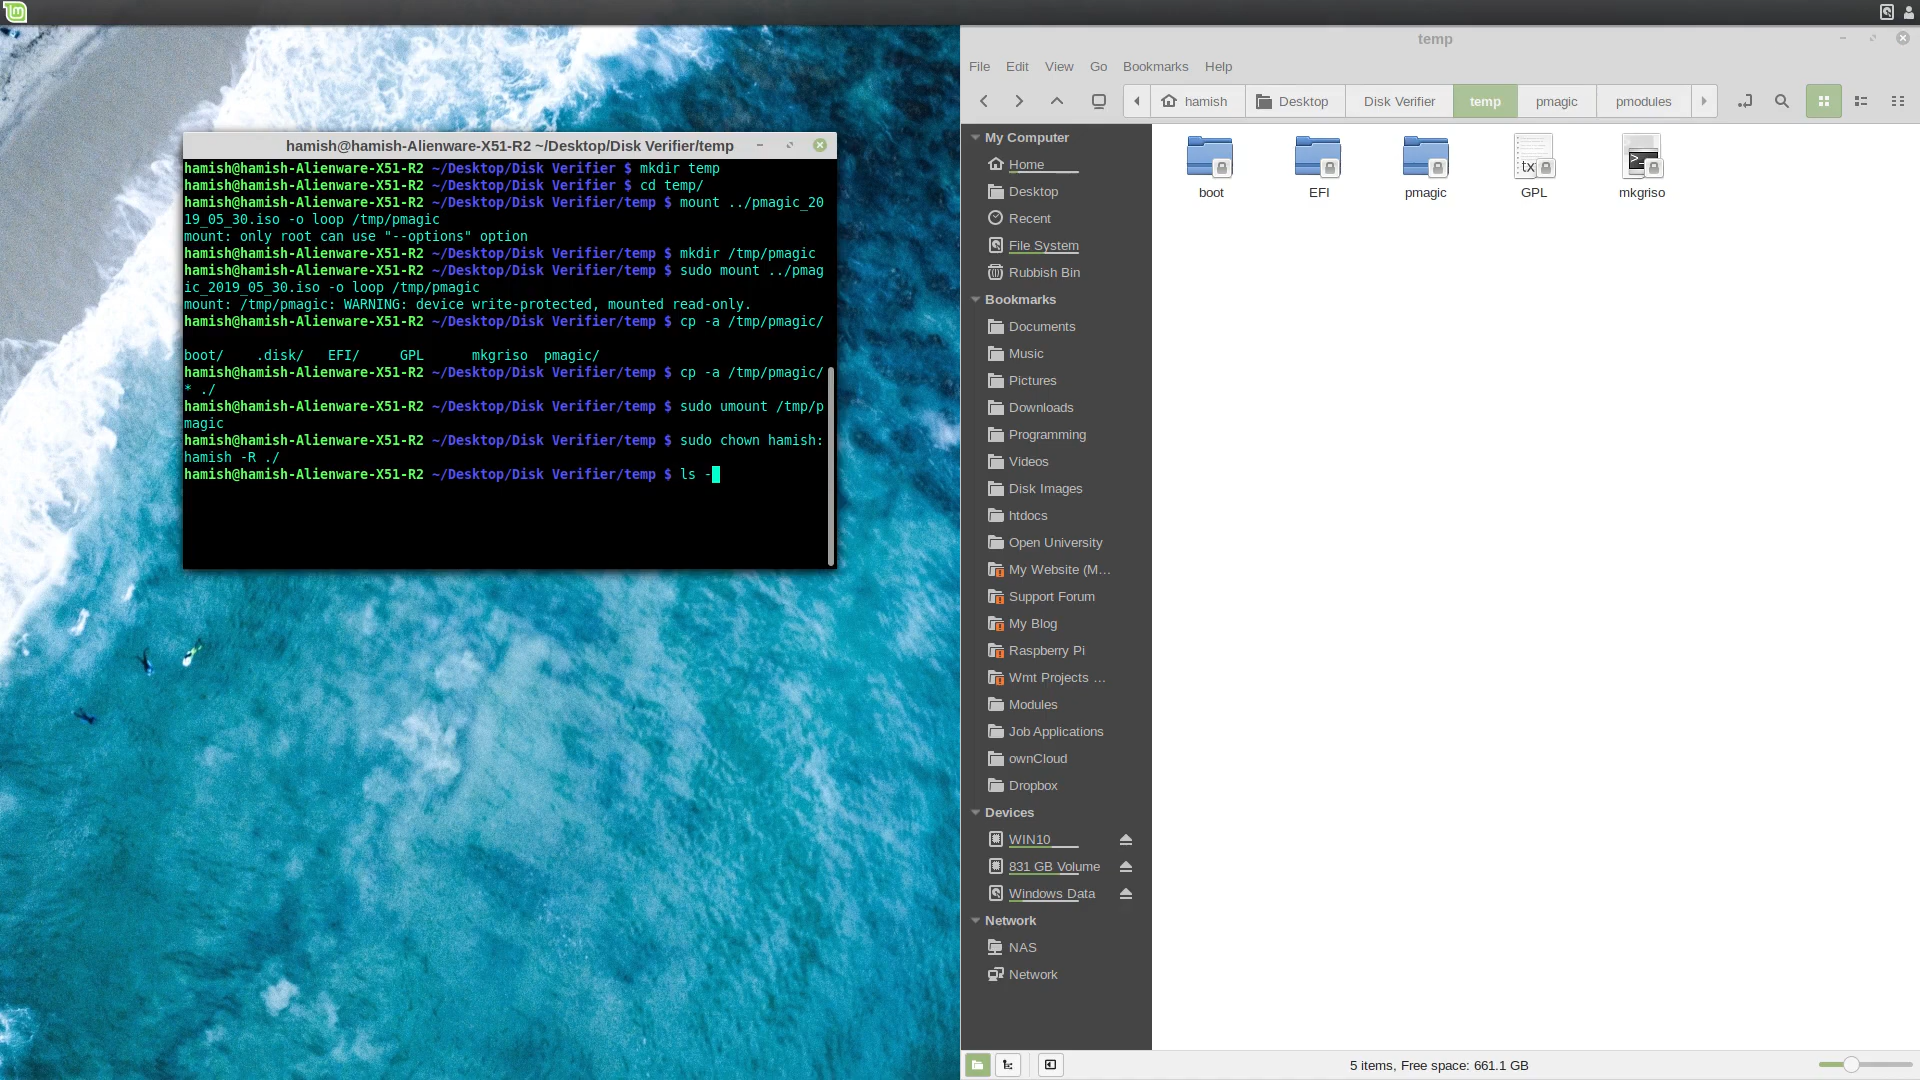 hamish@hamish-Alienware-X51-R2 ~/Desktop/Disk Verifier/temp
hamish@hamish-Alienware-X51-R2 ~/Desktop/Disk Verifier $ mkdir temp
hamish@hamish-Alienware-X51-R2 ~/Desktop/Disk Verifier $ cd temp/
hamish@hamish-Alienware-X51-R2 ~/Desktop/Disk Verifier/temp $ mount ../pmagic_20
19_05_30.iso -o loop /tmp/pmagic
mount: only root can use "--options" option
hamish@hamish-Alienware-X51-R2 ~/Desktop/Disk Verifier/temp $ mkdir /tmp/pmagic
hamish@hamish-Alienware-X51-R2 ~/Desktop/Disk Verifier/temp $ sudo mount ../pmag
ic_2019_05_30.iso -o loop /tmp/pmagic
mount: /tmp/pmagic: WARNING: device write-protected, mounted read-only.
hamish@hamish-Alienware-X51-R2 ~/Desktop/Disk Verifier/temp $ cp -a /tmp/pmagic/
boot/ .disk/ EFI/ GPL mkgriso pmagic/
hamish@hamish-Alienware-X51-R2 ~/Desktop/Disk Verifier/temp $ cp -a /tmp/pmagic/
* ./
hamish@hamish-Alienware-X51-R2 ~/Desktop/Disk Verifier/temp $ sudo umount /tmp/p
magic
hamish@hamish-Alienware-X51-R2 ~/Desktop/Disk Verifier/temp $ sudo chown hamish:
hamish -R ./
hamish@hamish-Alienware-X51-R2 ~/Desktop/Disk Verifier/temp $ ls -
temp
File Edit View Go Bookmarks Help
hamish Desktop Disk Verifier temp pmagic pmodules
My Computer
Home
Desktop
Recent
File System
Rubbish Bin
Bookmarks
Documents
Music
Pictures
Downloads
Programming
Videos
Disk Images
htdocs
Open University
My Website (M…
Support Forum
My Blog
Raspberry Pi
Wmt Projects …
Modules
Job Applications
ownCloud
Dropbox
Devices
WIN10
831 GB Volume
Windows Data
Network
NAS
Network
boot EFI pmagic GPL mkgriso
5 items, Free space: 661.1 GB